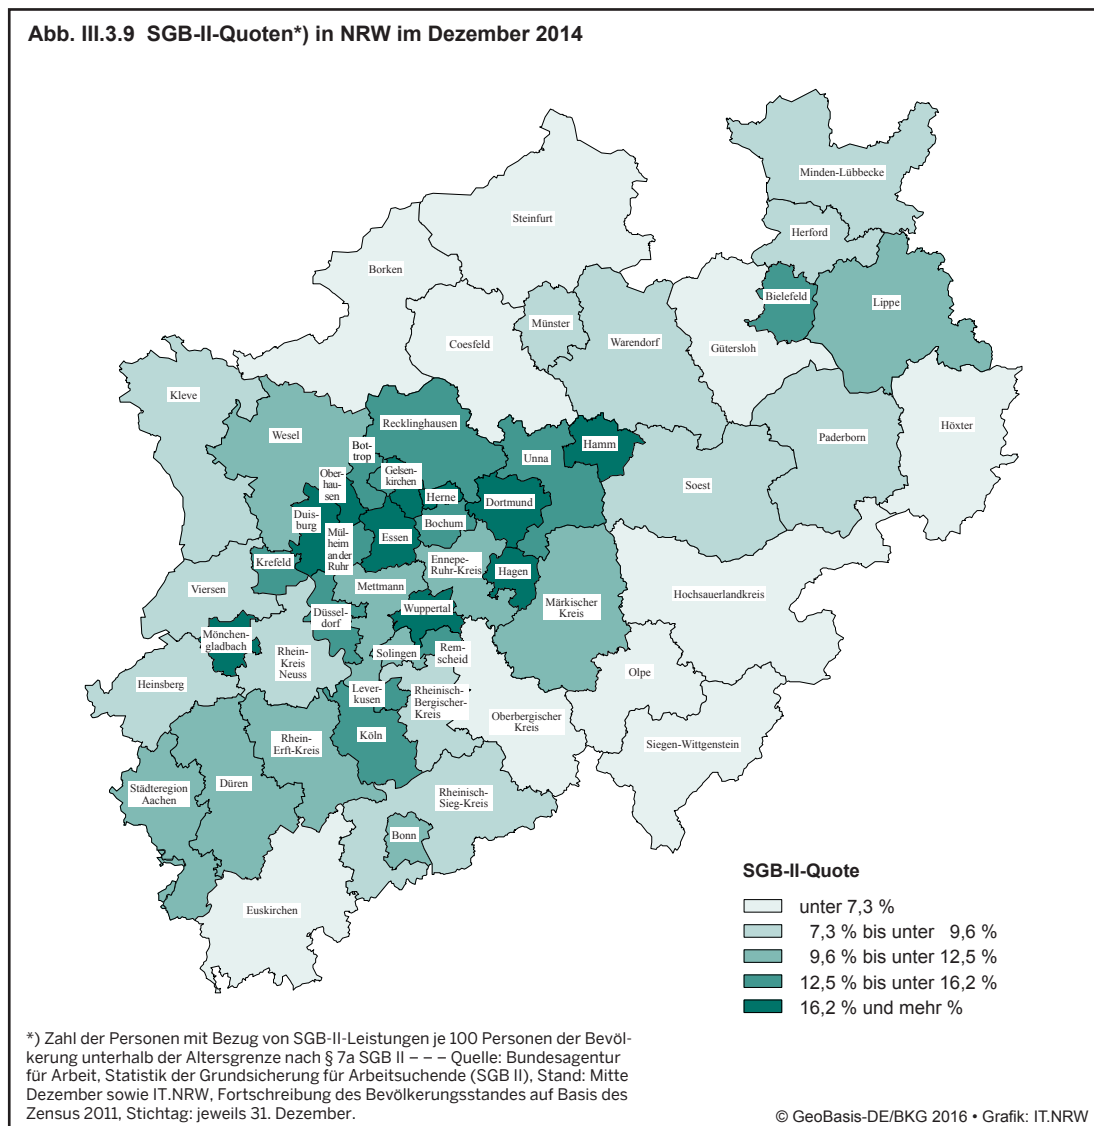 Abb. III.3.9 SGB-II-Quoten*) in NRW im Dezember 2014
Minden-Lübbecke
Steinfurt
Herford
Borken
Bielefeld
Lippe
Münster
Coesfeld
Warendorf
Gütersloh
Kleve
Höxter
Recklinghausen
Wesel
Paderborn
Hamm
Bot-
trop
Unna
Gelsen-
kirchen
Ober-
hau-
sen
Soest
Herne
Dortmund
Duis-
burg
Bochum
Essen
Mülheim
an der
Ruhr
Krefeld
Ennepe-
Ruhr-Kreis
Hagen
Viersen
Mettmann
Hochsauerlandkreis
Märkischer
Kreis
Wuppertal
Düssel-
dorf
Mönchen-
gladbach
Rem-
scheid
Solingen
Rhein-
Kreis
Neuss
Olpe
Heinsberg
Lever-
kusen
Rheinisch-
Bergischer-
Kreis
Oberbergischer
Kreis
Köln
Rhein-
Erft-Kreis
Siegen-Wittgenstein
Städteregion
Aachen
Düren
Rheinisch-
Sieg-Kreis
Bonn
Euskirchen
SGB-II-Quote
unter 7,3 %
7,3 % bis unter 9,6 %
9,6 % bis unter 12,5 %
12,5 % bis unter 16,2 %
16,2 % und mehr %
*) Zahl der Personen mit Bezug von SGB-II-Leistungen je 100 Personen der Bevöl-
kerung unterhalb der Altersgrenze nach § 7a SGB II – – – Quelle: Bundesagentur
für Arbeit, Statistik der Grundsicherung für Arbeitsuchende (SGB II), Stand: Mitte
Dezember sowie IT.NRW, Fortschreibung des Bevölkerungsstandes auf Basis des
Zensus 2011, Stichtag: jeweils 31. Dezember.
© GeoBasis-DE/BKG 2016 • Grafik: IT.NRW